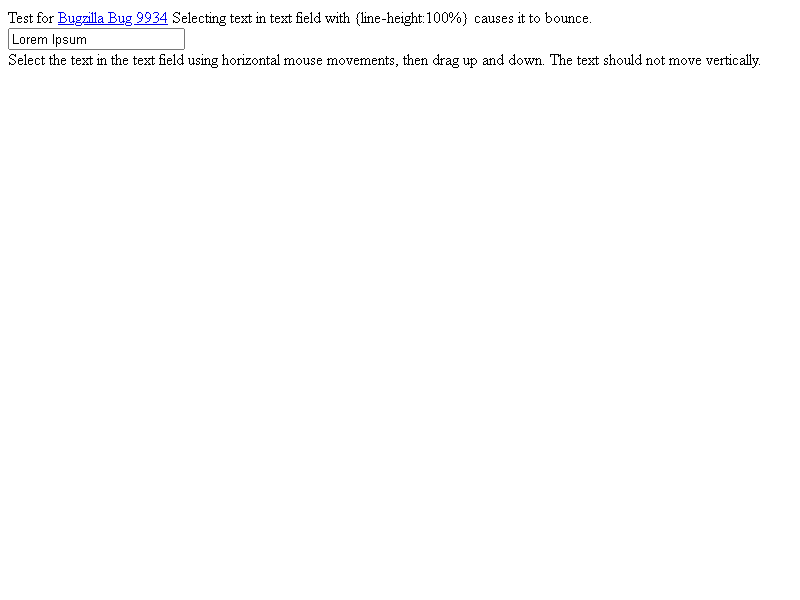 Test for Bugzilla Bug 9934 Selecting text in text field with {line-height:100%} causes it to bounce.
Lorem Ipsum
Select the text in the text field using horizontal mouse movements, then drag up and down. The text should not move vertically.